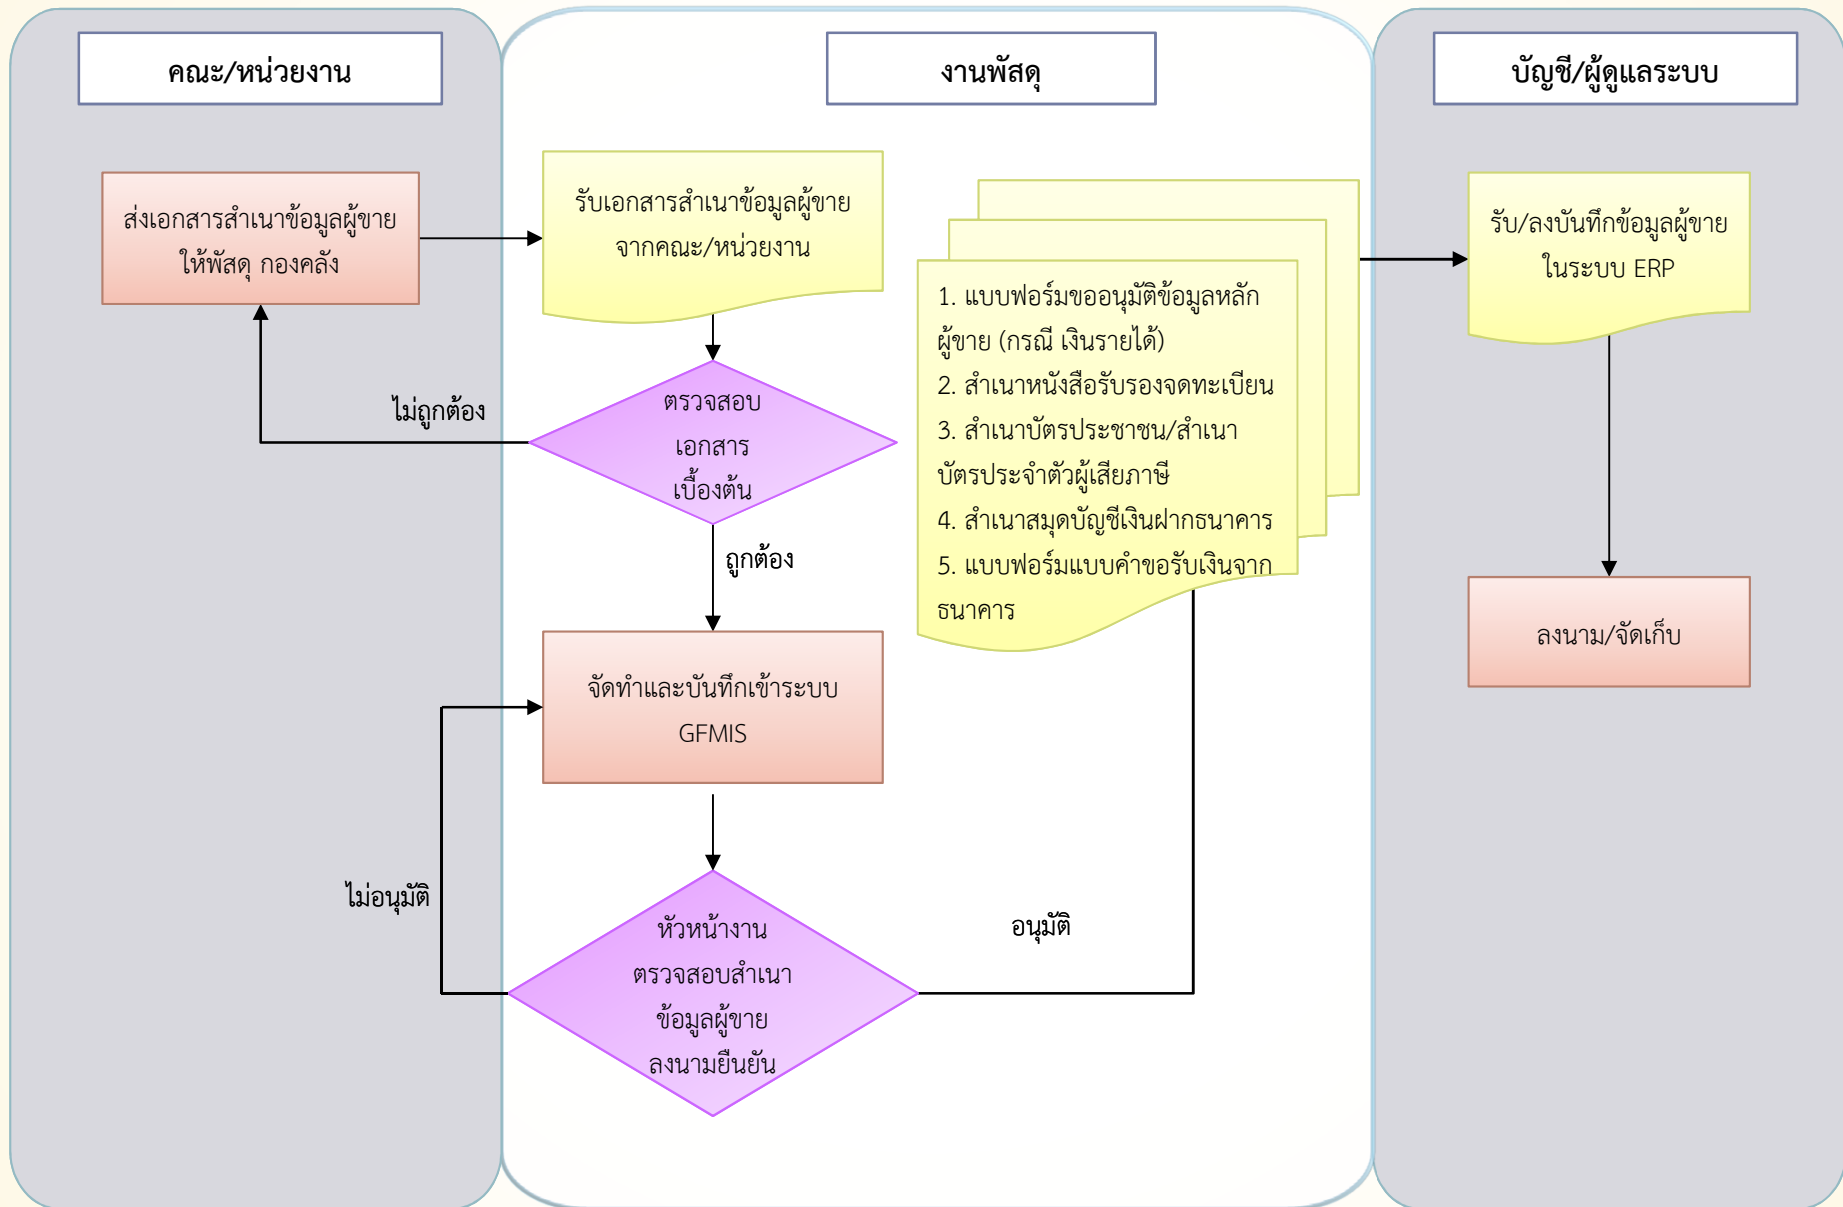 คณะ/หน่วยงาน
งานพัสดุ
บัญชี/ผู้ดูแลระบบ
ส่งเอกสารสำเนาข้อมูลผู้ขาย
ให้พัสดุ กองคลัง
รับเอกสารสำเนาข้อมูลผู้ขาย
จากคณะ/หน่วยงาน
ตรวจสอบ
เอกสาร
เบื้องต้น
ไม่ถูกต้อง
ถูกต้อง
จัดทำและบันทึกเข้าระบบ
GFMIS
ไม่อนุมัติ
หัวหน้างาน
ตรวจสอบสำเนา
ข้อมูลผู้ขาย
ลงนามยืนยัน
อนุมัติ
1. แบบฟอร์มขออนุมัติข้อมูลหลัก
ผู้ขาย (กรณี เงินรายได้)
2. สำเนาหนังสือรับรองจดทะเบียน
3. สำเนาบัตรประชาชน/สำเนา
บัตรประจำตัวผู้เสียภาษี
4. สำเนาสมุดบัญชีเงินฝากธนาคาร
5. แบบฟอร์มแบบคำขอรับเงินจาก
ธนาคาร
รับ/ลงบันทึกข้อมูลผู้ขาย
ในระบบ ERP
ลงนาม/จัดเก็บ